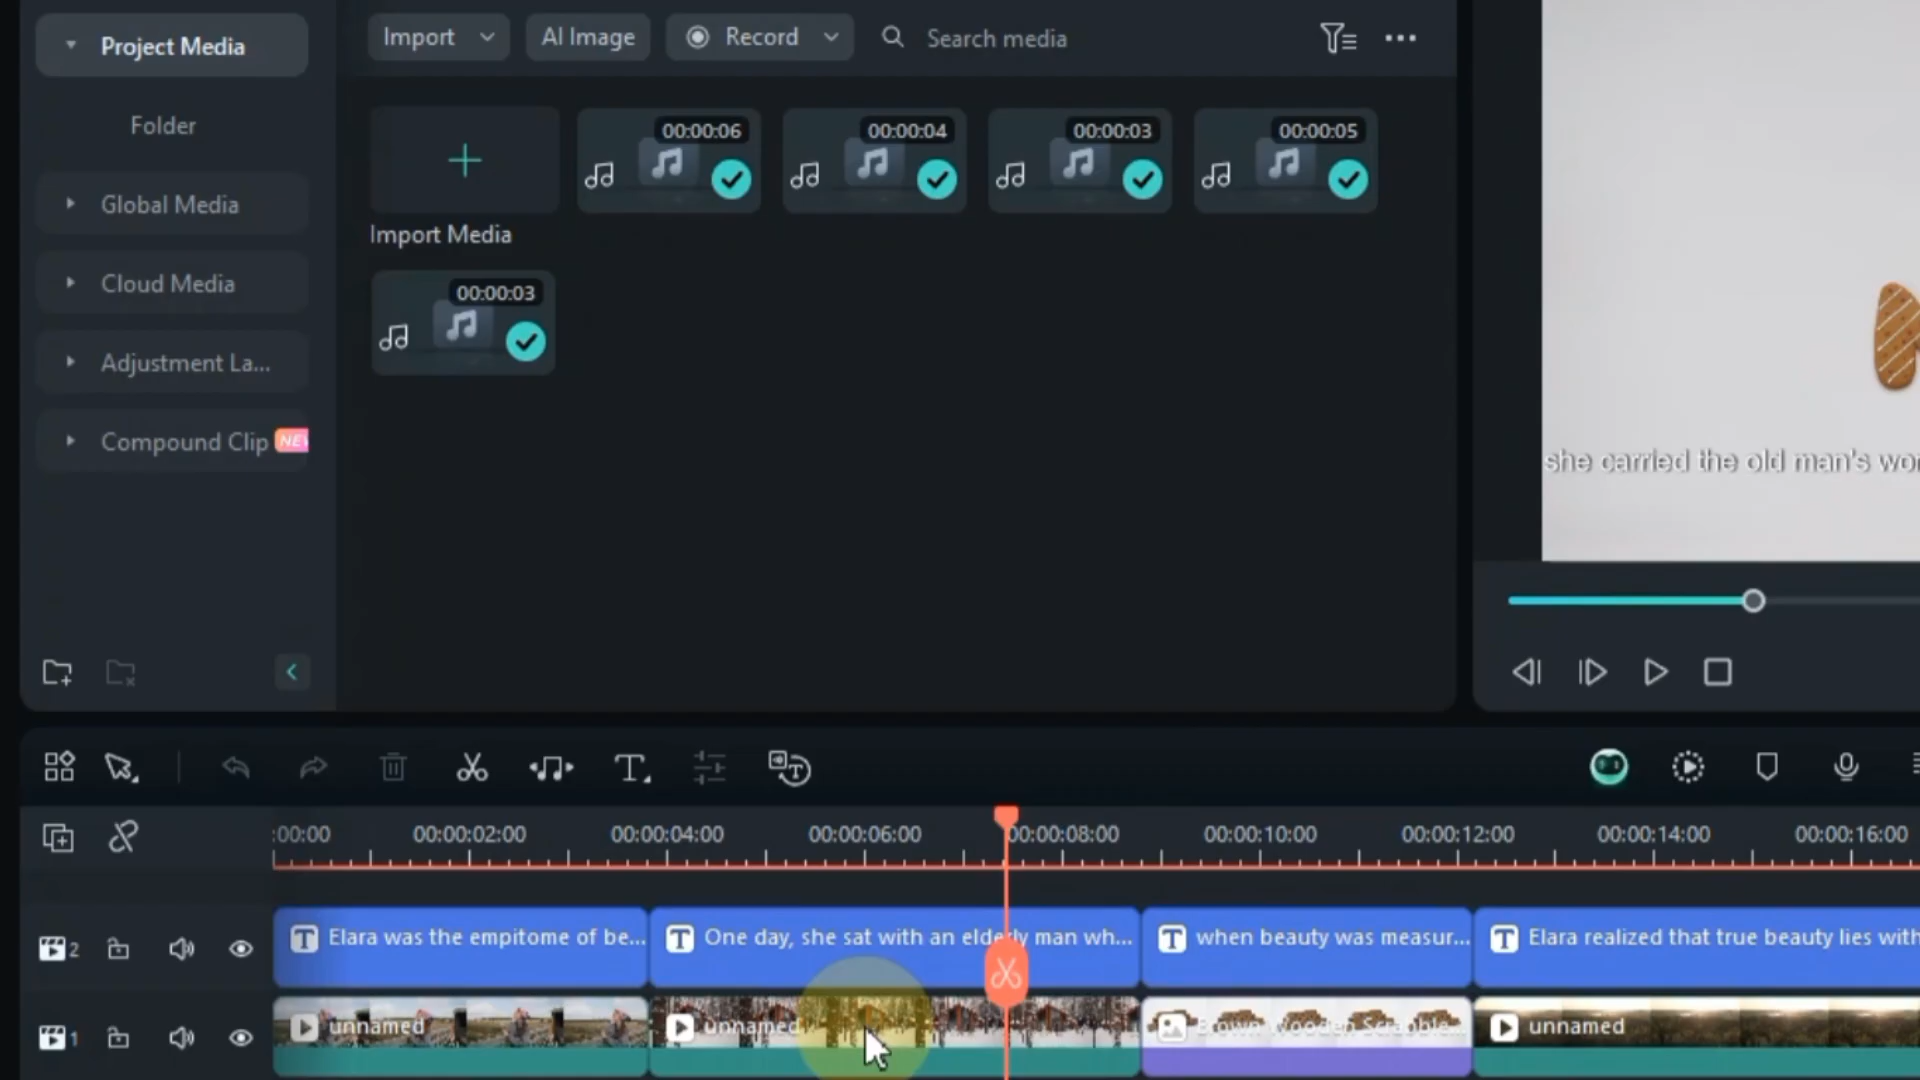 Project Media
Import
AI Image
Record
Search media
Folder
Global Media
Cloud Media
Adjustment La...
Compound Clip
00:00:06
00:00:04
00:00:03
00:00:05
Import Media
00:00:03
she carried the old man's
:00:00
00:00:02:00
00:00:04:00
00:00:06:00
00:00:08:00
00:00:10:00
00:00:12:00
00:00:14:00
00:00:16:00
2
Elara was the empitome of be...
One day, she sat with an elderly man wh...
when beauty was measur...
Elara realized that true beauty lies with
1
unnamed
unnamed
Brown Wooden Scrabble...
unnamed